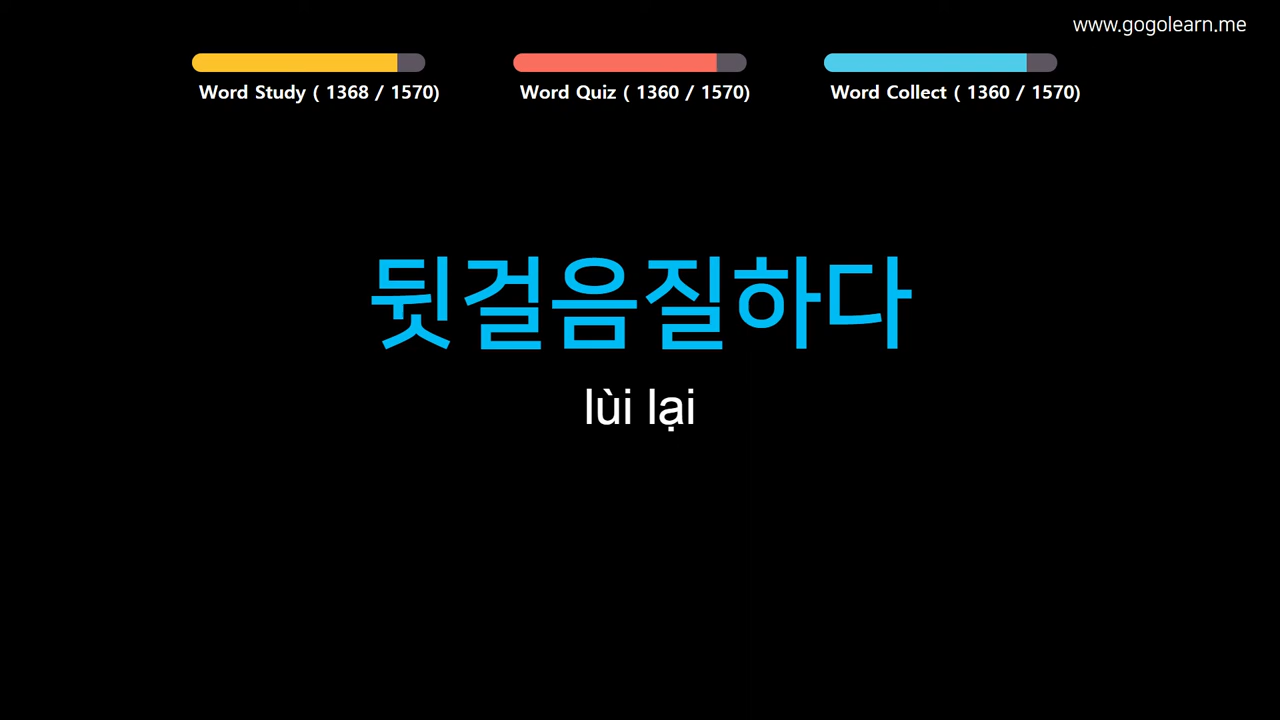 www.gogolearn.me
Word Study ( 1368 / 1570)
Word Quiz ( 1360 / 1570)
Word Collect ( 1360 / 1570)
뒷걸음질하다
lùi lại